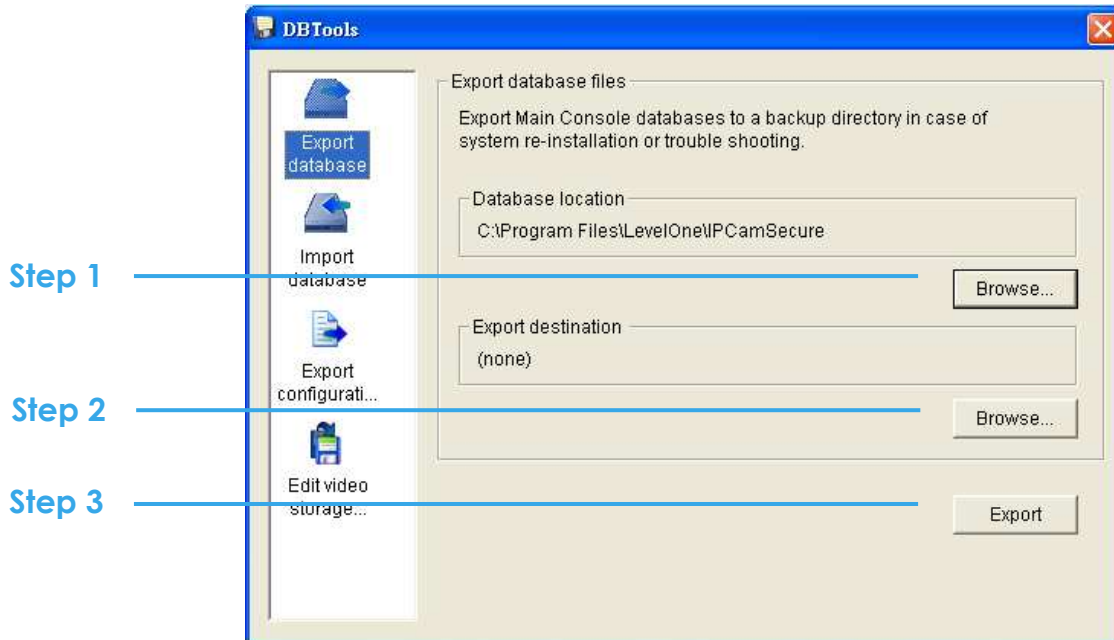 DBTools
Export
database
Import
database
Export
configurati...
Edit video
storage...
Export database files
Export Main Console databases to a backup directory in case of
system re-installation or trouble shooting.
Database location
C:\Program Files\LevelOne\IPCamSecure
Browse...
Export destination
(none)
Browse...
Export
Step 1
Step 2
Step 3